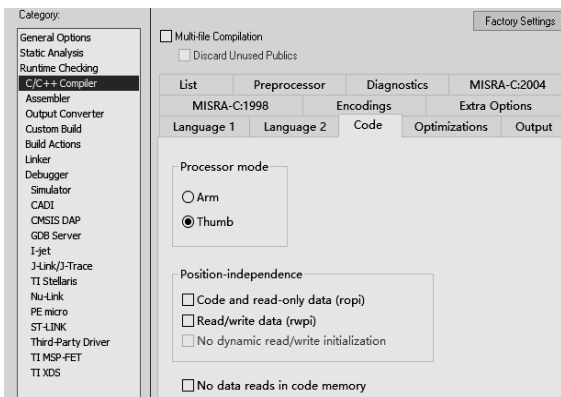 Category:
Factory Settings
General Options
Static Analysis
Runtime Checking
C/C++ Compiler
Assembler
Output Converter
Custom Build
Build Actions
Linker
Debugger
Simulator
CADI
CMSIS DAP
GDB Server
I-jet
J-Link/J-Trace
TI Stellaris
Nu-Link
PE micro
ST-LINK
Third-Party Driver
TI MSP-FET
TI XDS
Multi-file Compilation
Discard Unused Publics
List Preprocessor Diagnostics MISRA-C:2004
MISRA-C:1998 Encodings Extra Options
Language 1 Language 2 Code Optimizations Output
Processor mode
Arm
Thumb
Position-independence
Code and read-only data (ropi)
Read/write data (rwpi)
No dynamic read/write initialization
No data reads in code memory